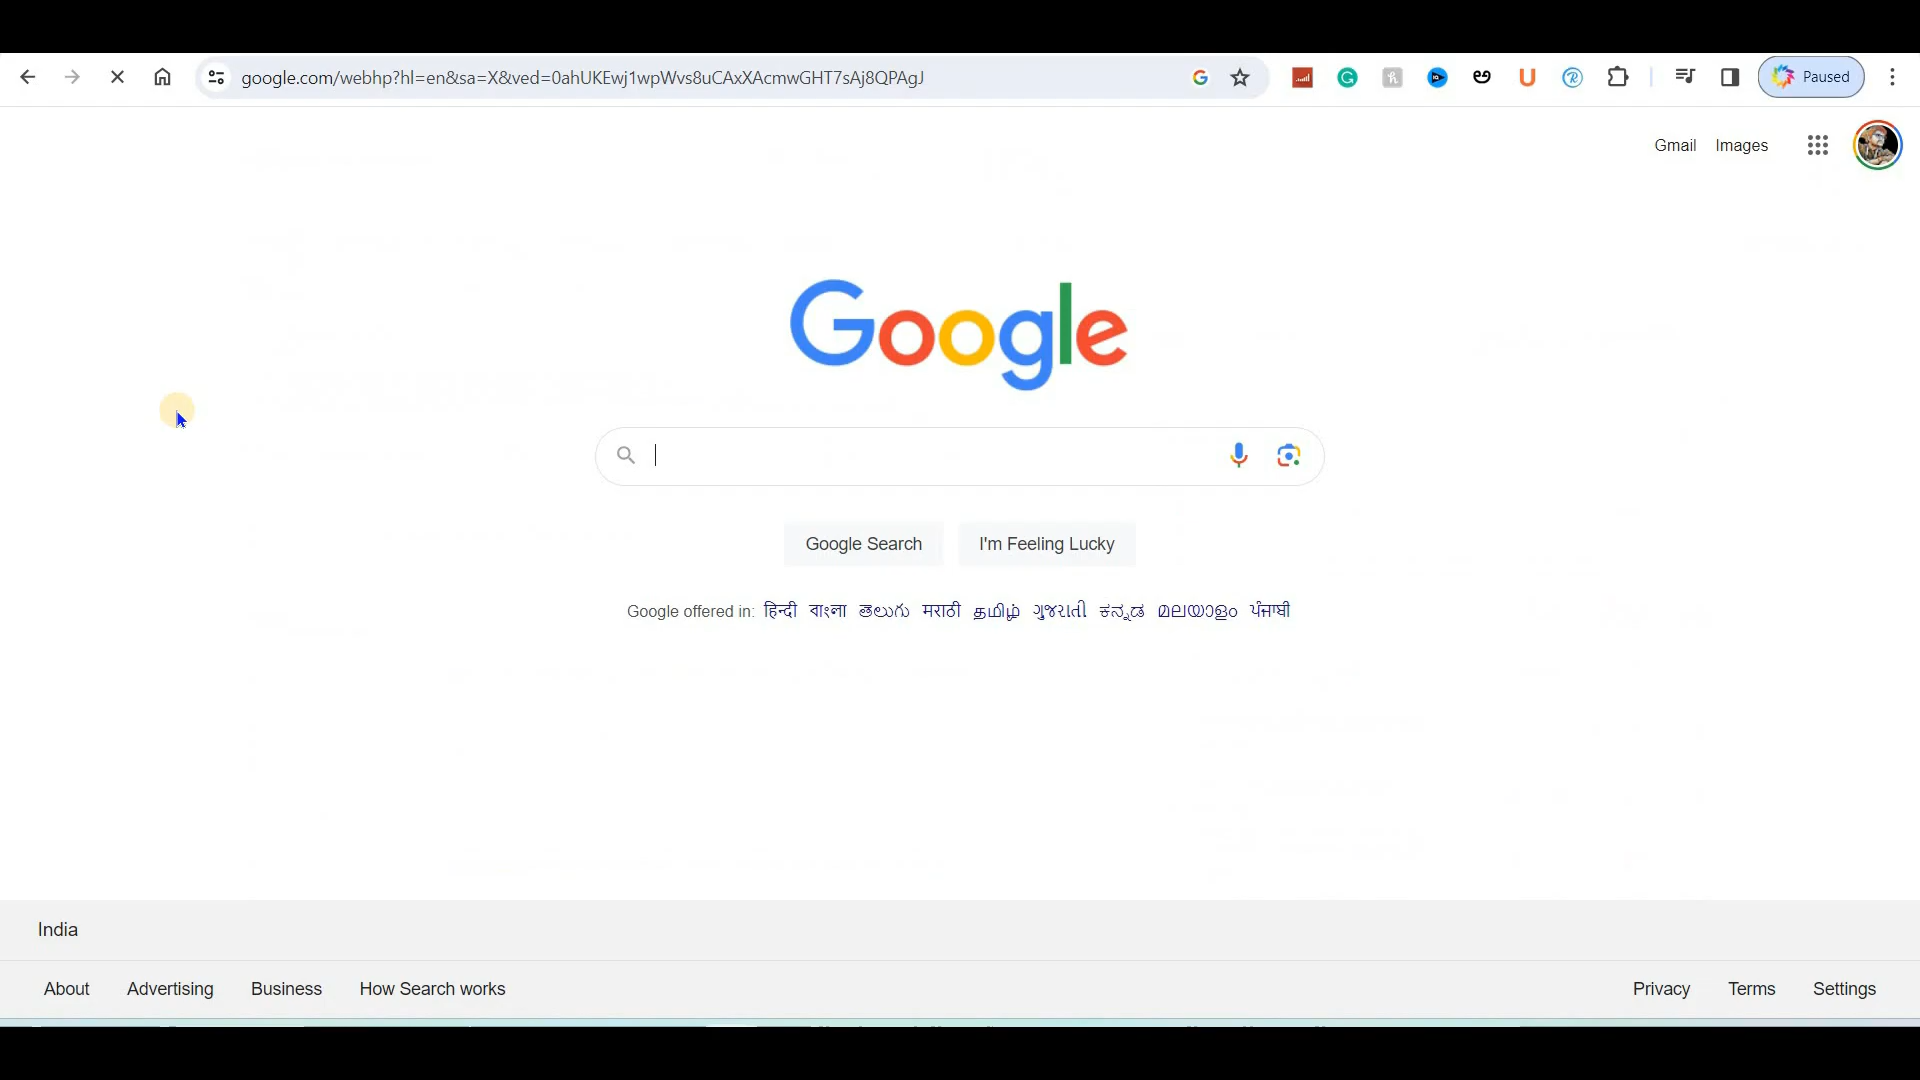 google.com/webhp?hl=en&sa=X&ved=0ahUKEwj1wpWvs8uCAxXAcmwGHT7sAj8QPAgJ
Paused
Gmail Images
Google
Google Search I'm Feeling Lucky
Google offered in: हिन्दी বাংলা తెలుగు मराठी தமிழ் ગુજરાતી ಕನ್ನಡ മലയാളം ਪੰਜਾਬੀ
India
About Advertising Business How Search works Privacy Terms Settings